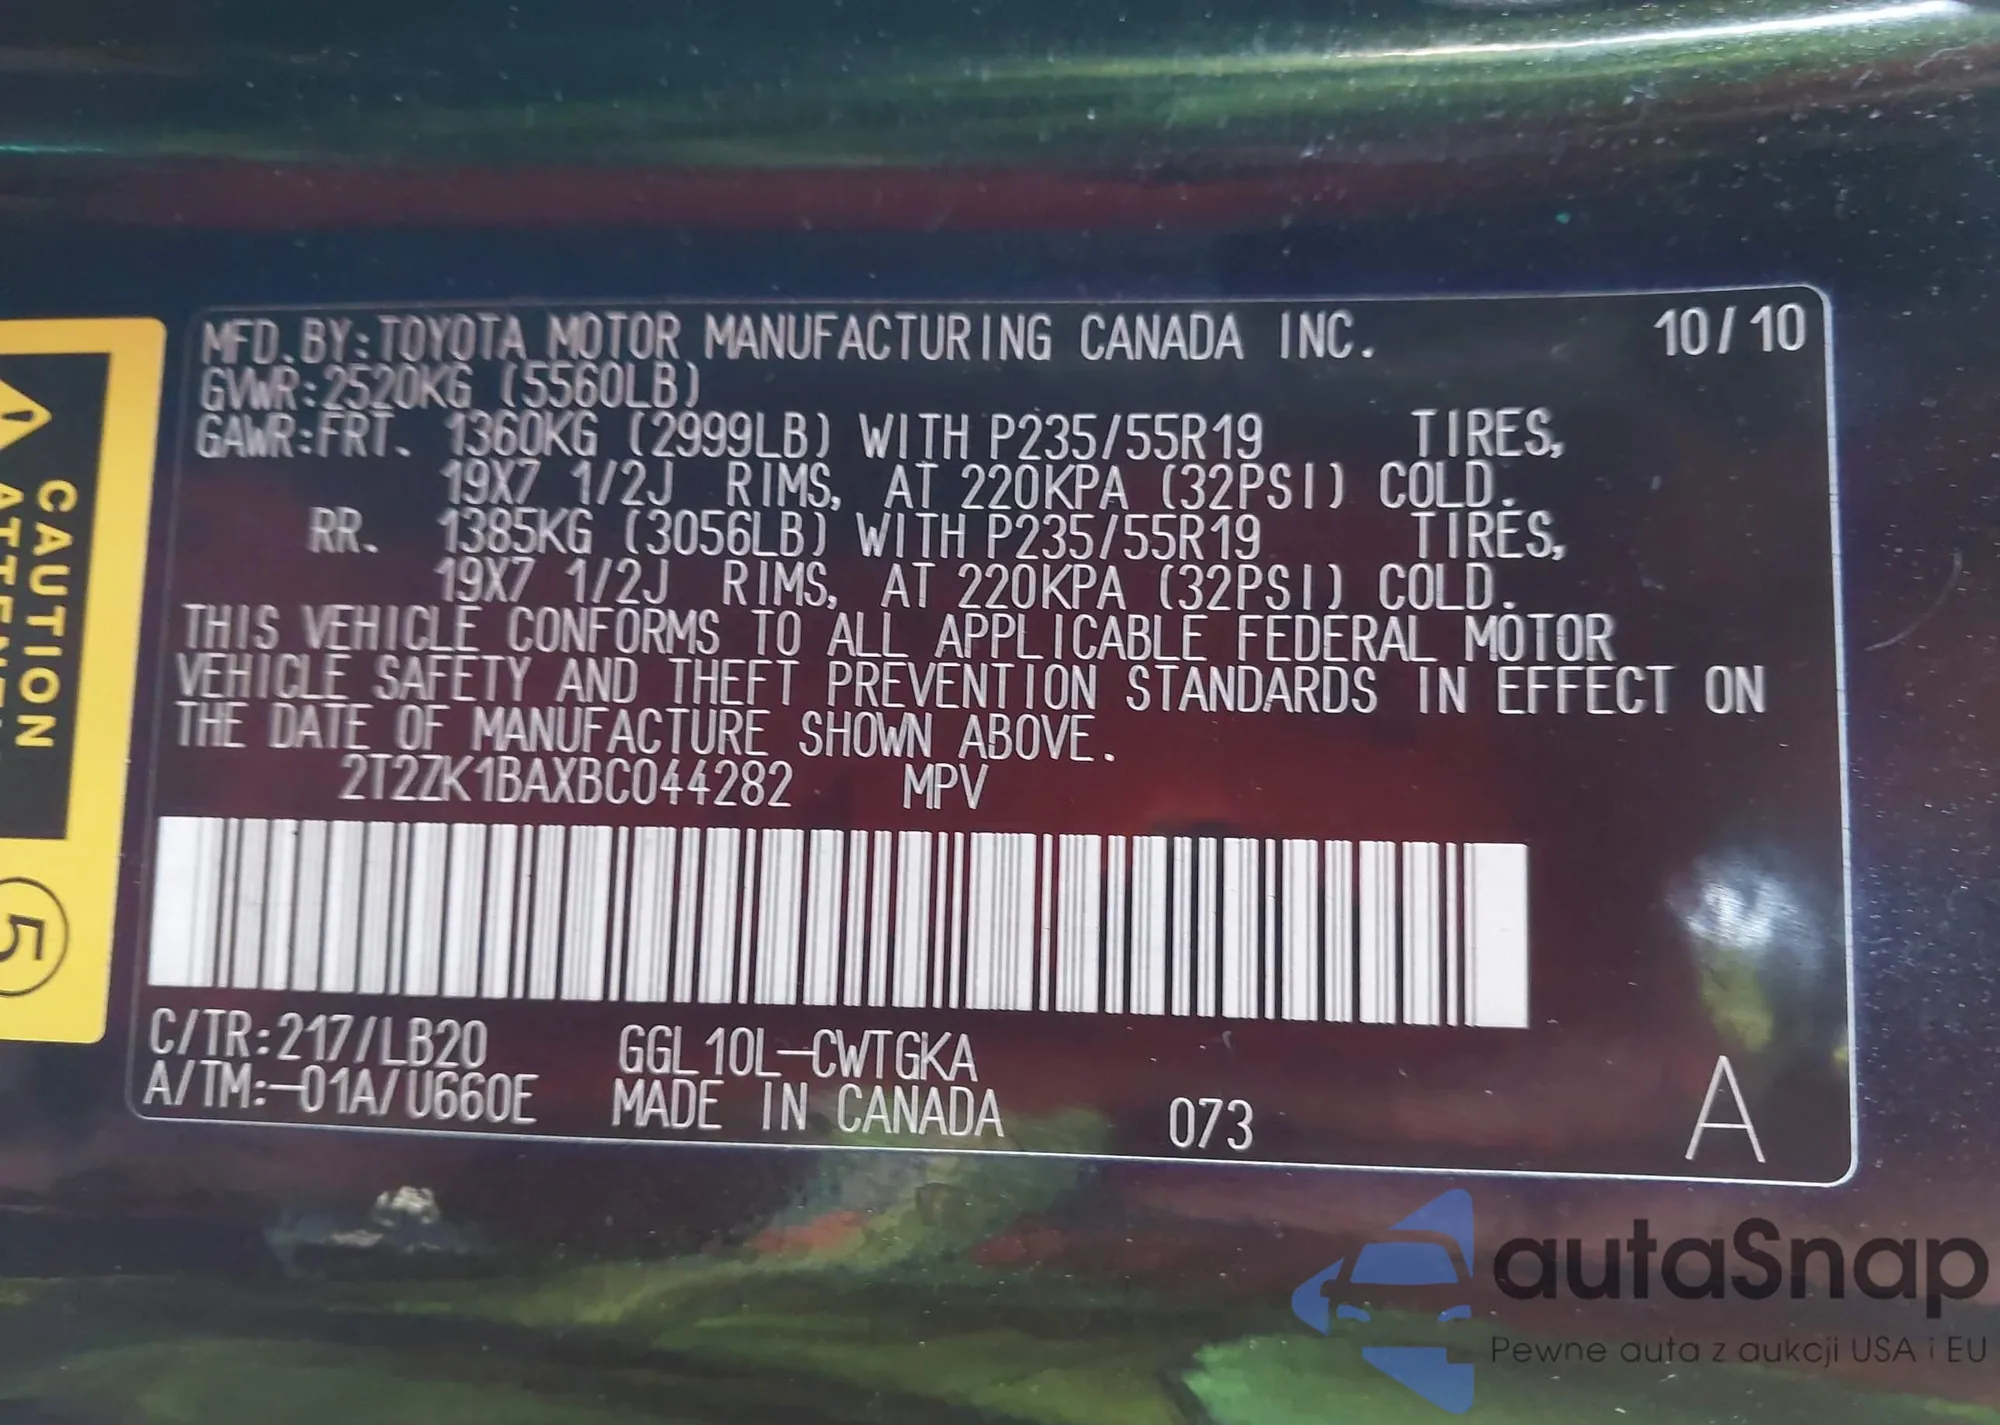 MFD. BY: TOYOTA MOTOR MANUFACTURING CANADA INC. 10/10
GVWR:2520KG (5560LB)
GAWR:FRT. 1360KG (2999LB) WITH P235/55R19 TIRES,
19X7 1/2J RIMS, AT 220KPA (32PSI) COLD.
RR. 1385KG (3056LB) WITH P235/55R19 TIRES,
19X7 1/2J RIMS, AT 220KPA (32PSI) COLD.
THIS VEHICLE CONFORMS TO ALL APPLICABLE FEDERAL MOTOR
VEHICLE SAFETY AND THEFT PREVENTION STANDARDS IN EFFECT ON
THE DATE OF MANUFACTURE SHOWN ABOVE.
2T2ZK1BAXBC044282 MPV
C/TR:217/LB20 GGL10L-CWTGKA
A/TM:-01A/U660E MADE IN CANADA 073 A
CAUTION
5
autaSnap
Pewne auta z aukcji USA i EU